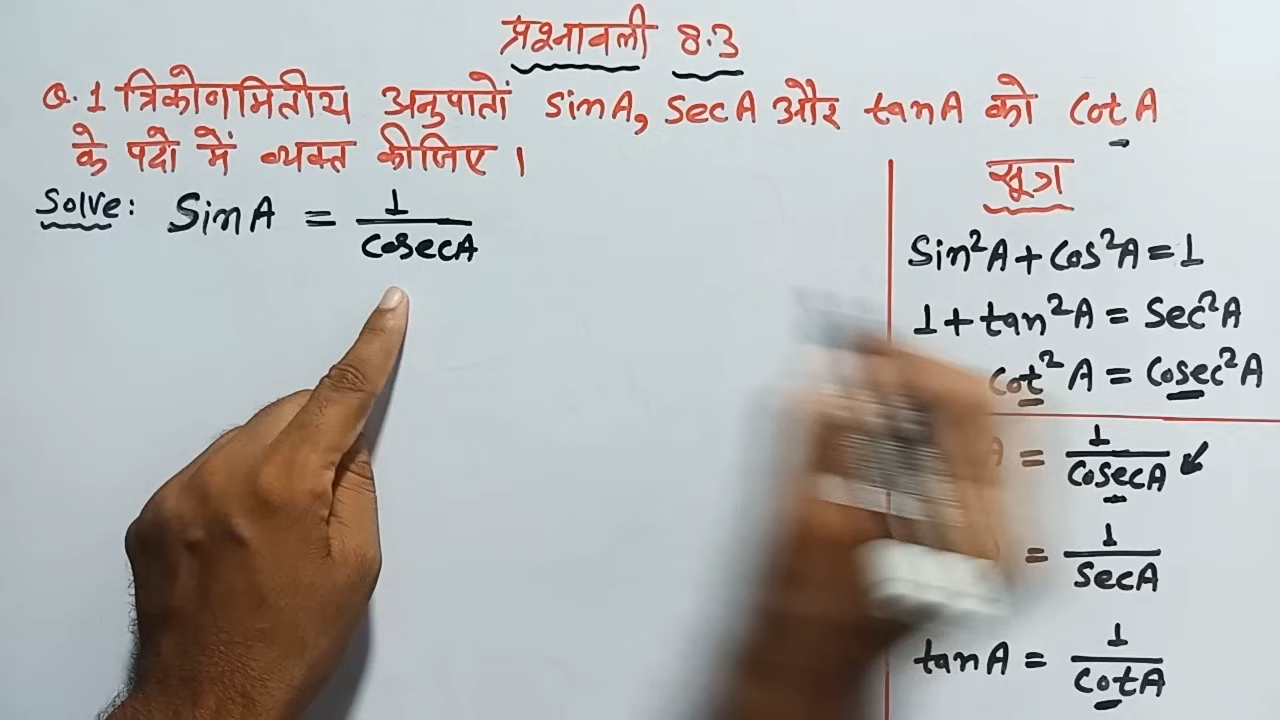 प्रश्नावली 8.3
Q.1 त्रिकोणमितीय अनुपातों sinA, secA और tanA को cotA
के पदो में व्यक्त कीजिए ।
Solve: SinA = 1/CosecA
सूत्र
Sin²A + Cos²A = 1
1 + tan²A = Sec²A
Cot²A = Cosec²A
A = 1/CosecA
= 1/SecA
tanA = 1/CotA